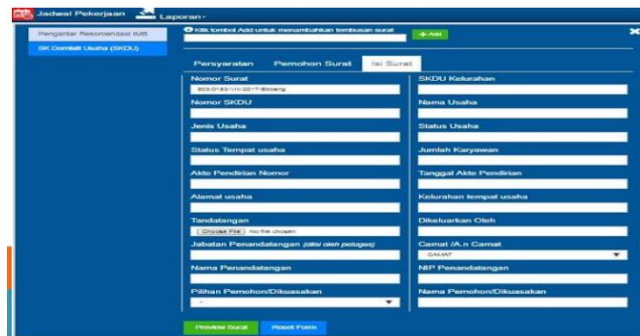 Jadwal Pekerjaan Laporan
Pengantar Rekomendasi IMB
SK Domisili Usaha (SKDU)
Klik tombol Add untuk menambahkan tembusan surat
Add
Persyaratan Pemohon Surat Isi Surat
Nomor Surat SKDU Kelurahan
Nomor SKDU Nama Usaha
Jenis Usaha Status Usaha
Status Tempat usaha Jumlah Karyawan
Akte Pendirian Nomor Tanggal Akte Pendirian
Alamat usaha Kelurahan tempat usaha
Tandatangan Dikeluarkan Oleh
Choose File No file chosen
Jabatan Penandatangan (diisi oleh petugas) Camat /A.n Camat
CAMAT
Nama Penandatangan NIP Penandatangan
Pilihan Pemohon/Dikuasakan Nama Pemohon/Dikuasakan
-
Preview Surat Reset Form